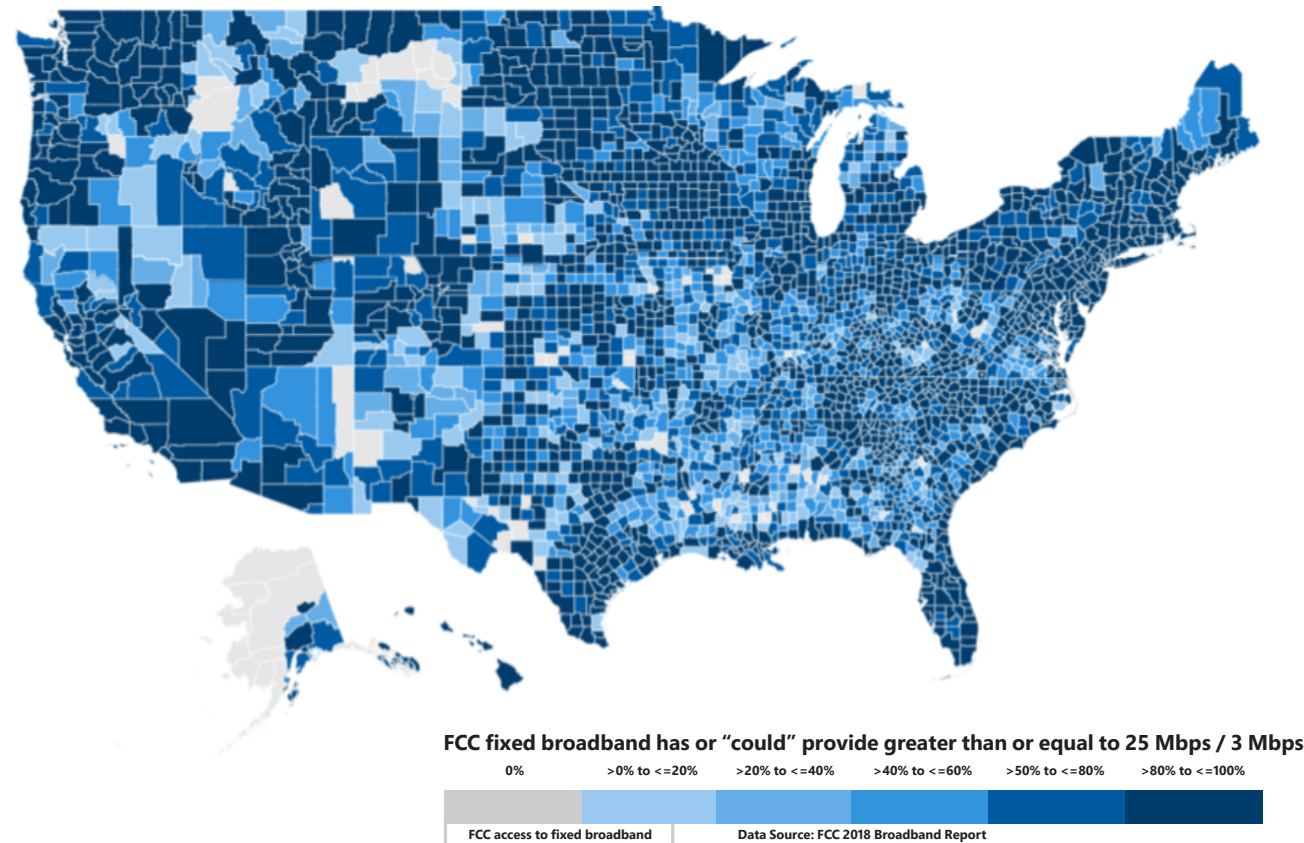 FCC fixed broadband has or “could” provide greater than or equal to 25 Mbps / 3 Mbps
0% >0% to <=20% >20% to <=40% >40% to <=60% >50% to <=80% >80% to <=100%
FCC access to fixed broadband Data Source: FCC 2018 Broadband Report